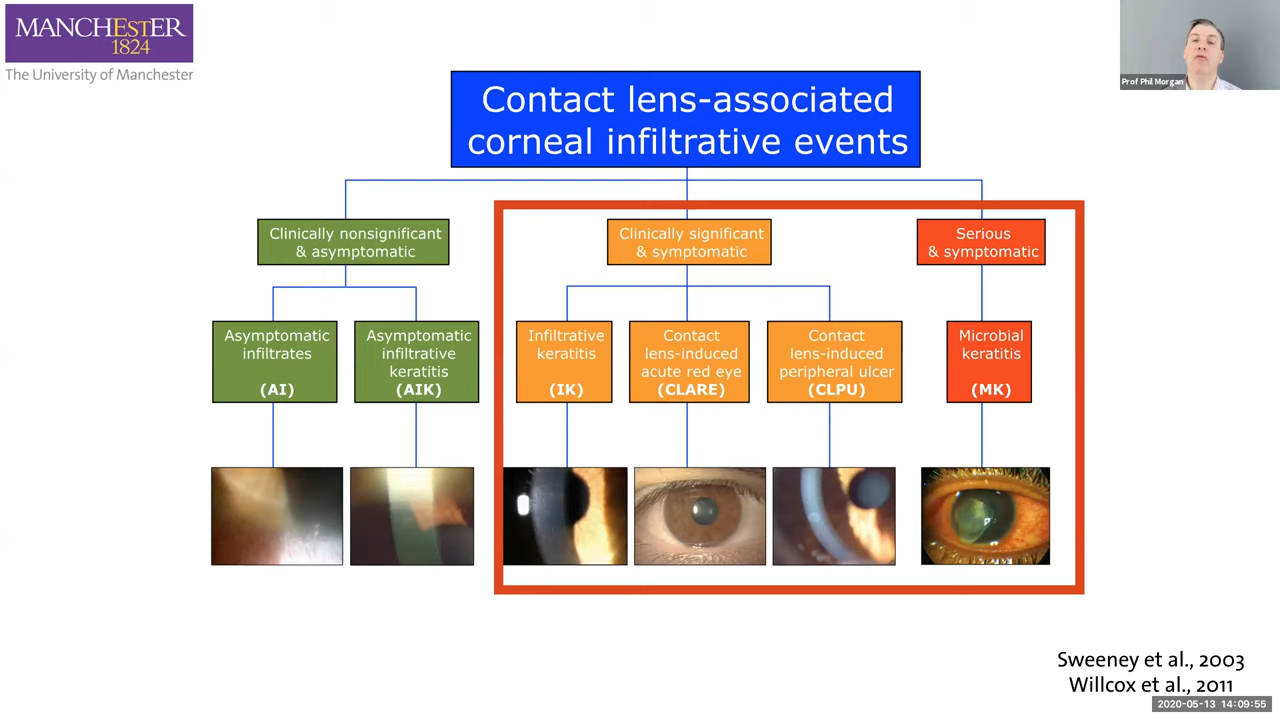 MANCHESTER
1824
The University of Manchester
Prof Phil Morgan
Contact lens-associated
corneal infiltrative events
Clinically nonsignificant
& asymptomatic
Clinically significant
& symptomatic
Serious
& symptomatic
Asymptomatic
infiltrates
(AI)
Asymptomatic
infiltrative
keratitis
(AIK)
Infiltrative
keratitis
(IK)
Contact
lens-induced
acute red eye
(CLARE)
Contact
lens-induced
peripheral ulcer
(CLPU)
Microbial
keratitis
(MK)
Sweeney et al., 2003
Willcox et al., 2011
2020-05-13 14:09:55